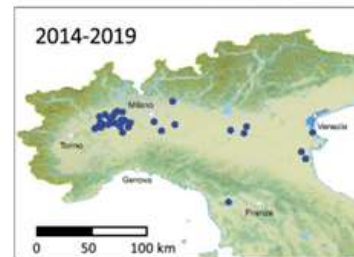 2014-2019
Milano
Venezia
Torino
Genova
Firenze
0 50 100 km